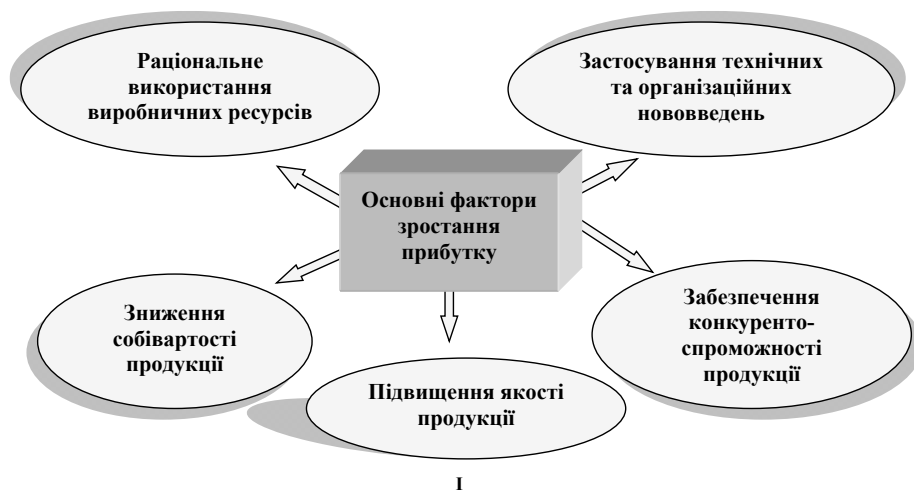 Раціональне
використання
виробничих ресурсів
Застосування технічних
та організаційних
нововведень
Основні фактори
зростання
прибутку
Зниження
собівартості
продукції
Забезпечення
конкуренто-
спроможності
продукції
Підвищення якості
продукції
І